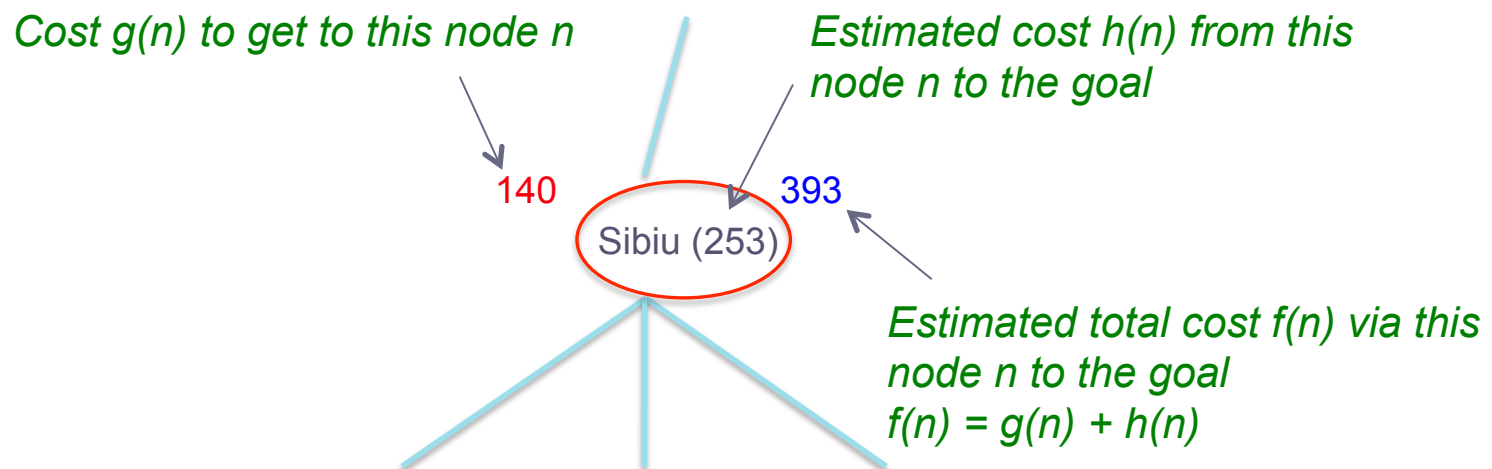 Cost g(n) to get to this node n
Estimated cost h(n) from this
node n to the goal
140
393
Sibiu (253)
Estimated total cost f(n) via this
node n to the goal
f(n) = g(n) + h(n)